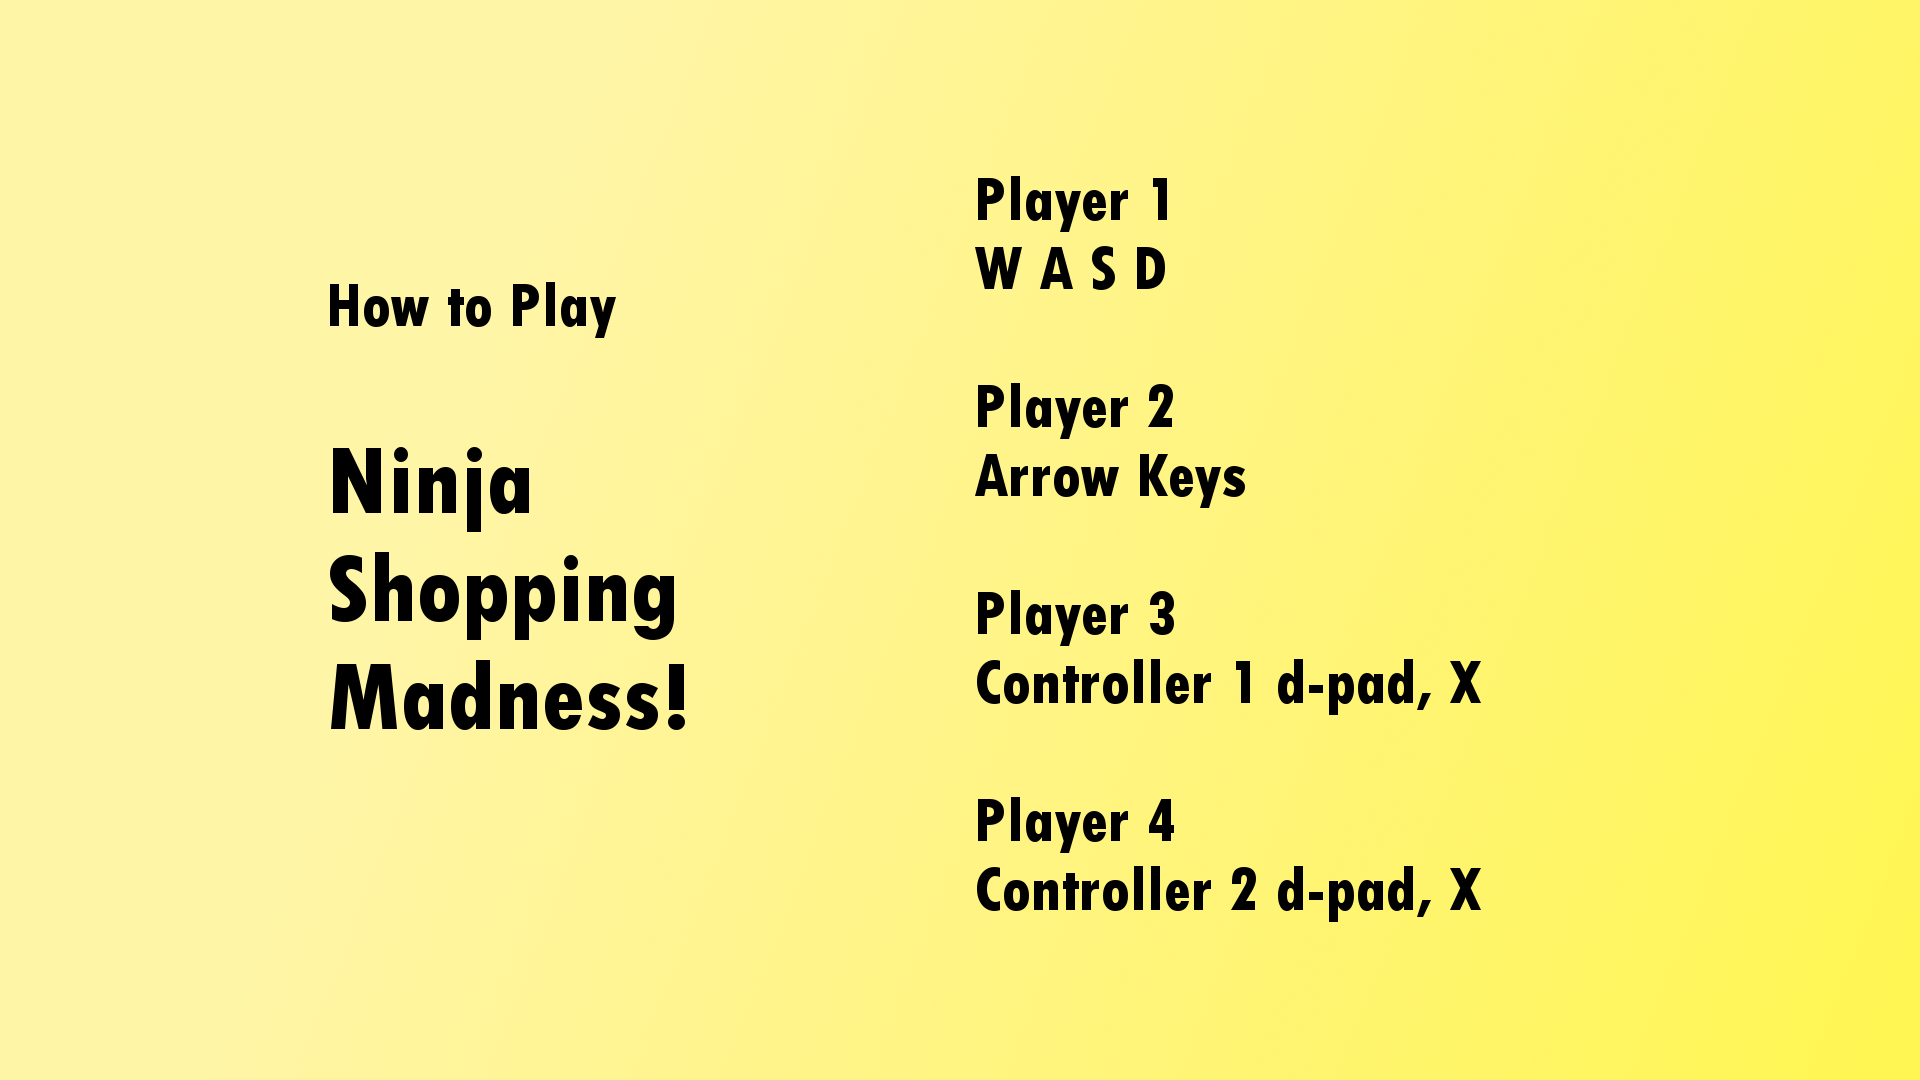 How to Play
Ninja
Shopping
Madness!
Player 1
W A S D
Player 2
Arrow Keys
Player 3
Controller 1 d-pad, X
Player 4
Controller 2 d-pad, X